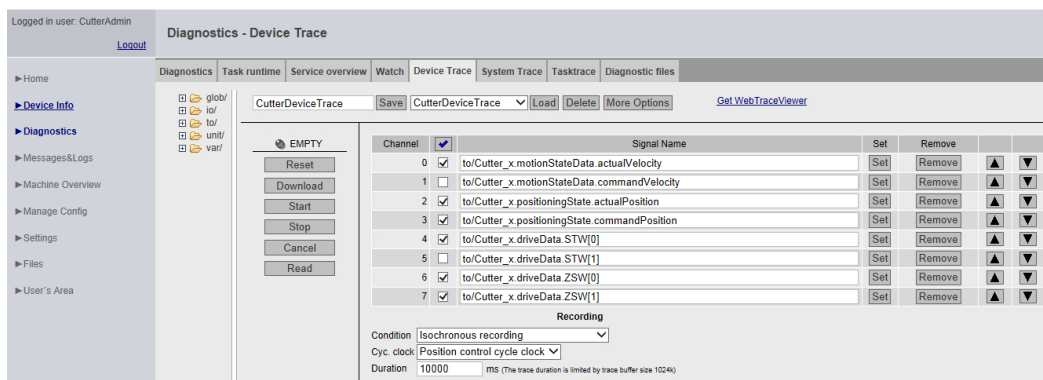 Logged in user: CutterAdmin
Logout
Diagnostics - Device Trace
Diagnostics Task runtime Service overview Watch Device Trace System Trace Tasktrace Diagnostic files
►Home
►Device Info
►Diagnostics
►Messages&Logs
►Machine Overview
►Manage Config
►Settings
►Files
►User´s Area
glob/
io/
to/
unit/
var/
CutterDeviceTrace Save CutterDeviceTrace Load Delete More Options Get WebTraceViewer
EMPTY
Reset
Download
Start
Stop
Cancel
Read
Channel Signal Name Set Remove
0 to/Cutter_x.motionStateData.actualVelocity Set Remove
1 to/Cutter_x.motionStateData.commandVelocity Set Remove
2 to/Cutter_x.positioningState.actualPosition Set Remove
3 to/Cutter_x.positioningState.commandPosition Set Remove
4 to/Cutter_x.driveData.STW[0] Set Remove
5 to/Cutter_x.driveData.STW[1] Set Remove
6 to/Cutter_x.driveData.ZSW[0] Set Remove
7 to/Cutter_x.driveData.ZSW[1] Set Remove
Recording
Condition Isochronous recording
Cyc. clock Position control cycle clock
Duration 10000 ms (The trace duration is limited by trace buffer size 1024k)